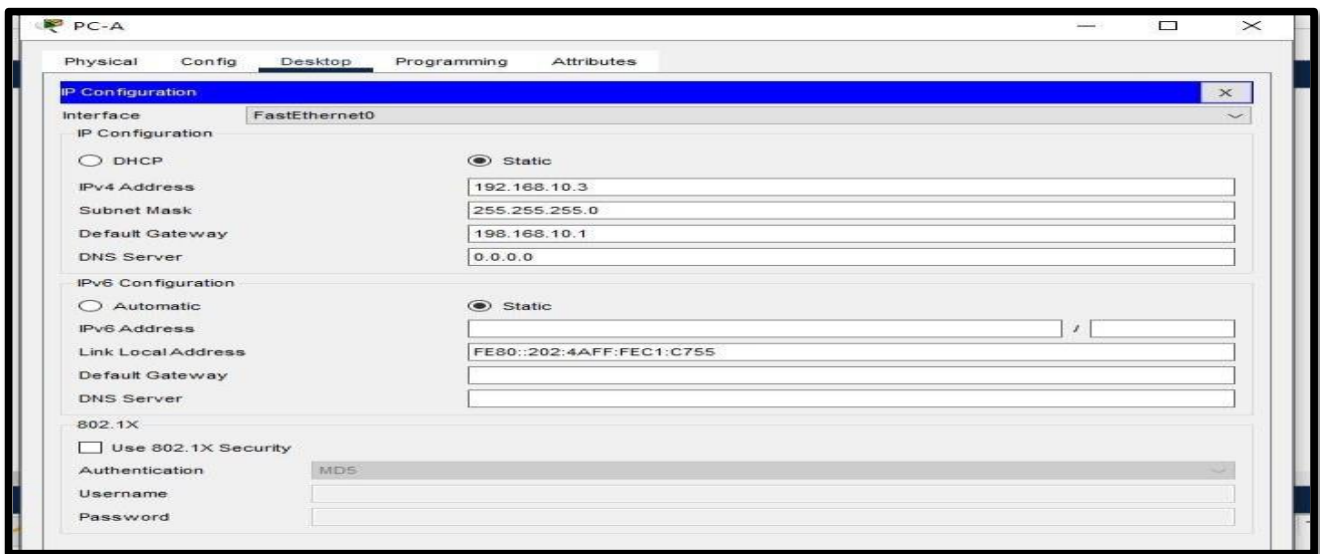 PC-A
Physical Config Desktop Programming Attributes
IP Configuration X
Interface FastEthernet0
IP Configuration
DHCP Static
IPv4 Address 192.168.10.3
Subnet Mask 255.255.255.0
Default Gateway 198.168.10.1
DNS Server 0.0.0.0
IPv6 Configuration
Automatic Static
IPv6 Address /
Link Local Address FE80::202:4AFF:FEC1:C755
Default Gateway
DNS Server
802.1X
Use 802.1X Security
Authentication MD5
Username
Password